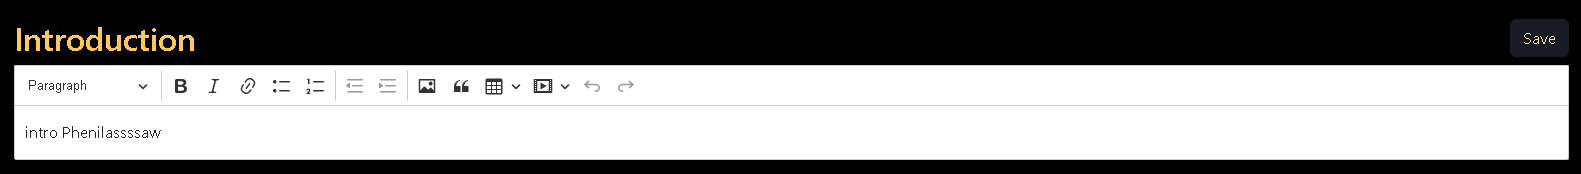 Introduction
Save
Paragraph
intro Phenilassssaw